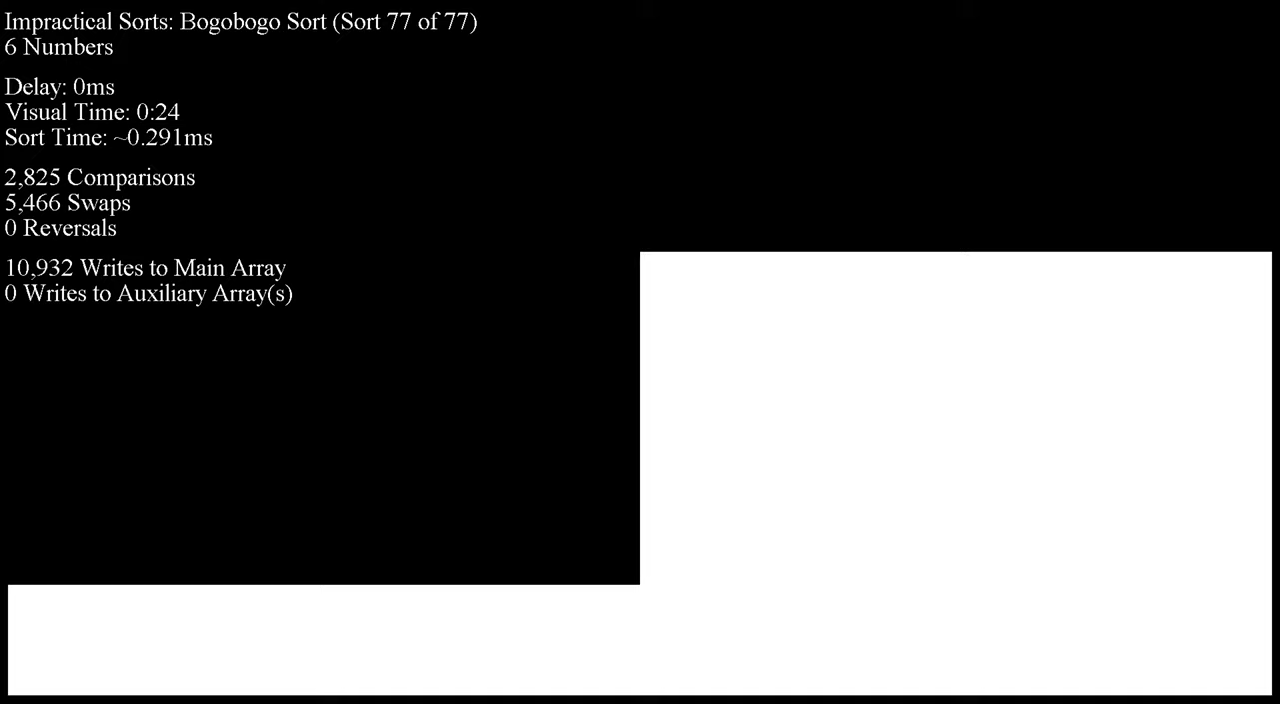 Impractical Sorts: Bogobogo Sort (Sort 77 of 77)
6 Numbers
Delay: 0ms
Visual Time: 0:24
Sort Time: ~0.291ms
2,825 Comparisons
5,466 Swaps
0 Reversals
10,932 Writes to Main Array
0 Writes to Auxiliary Array(s)